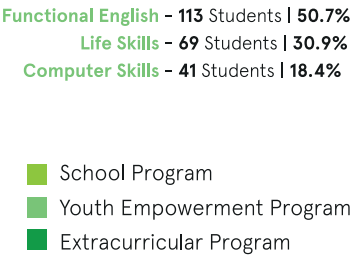 Functional English - 113 Students | 50.7%
Life Skills - 69 Students | 30.9%
Computer Skills - 41 Students | 18.4%
School Program
Youth Empowerment Program
Extracurricular Program